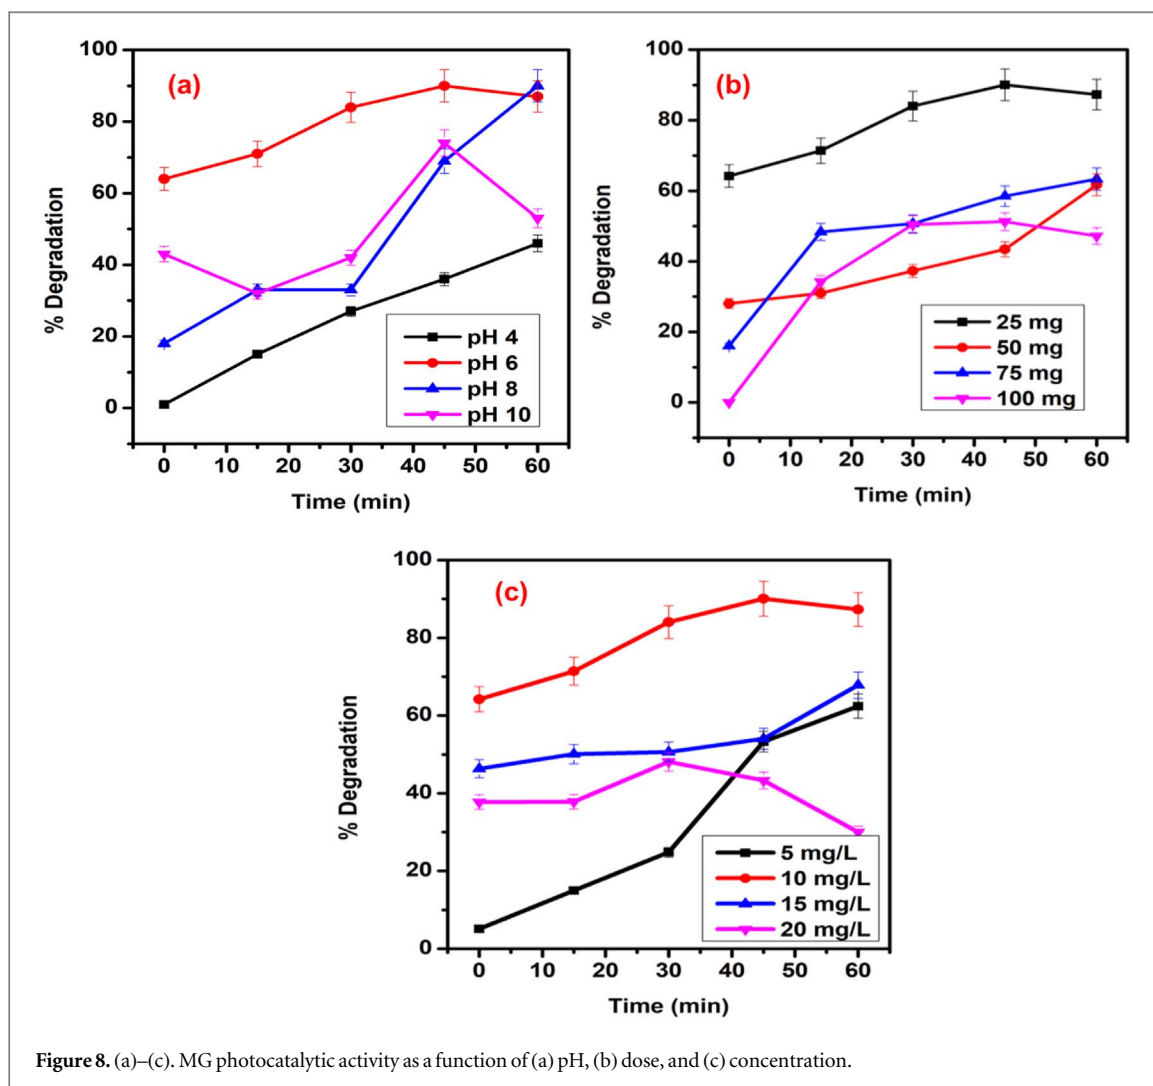 (a)
100
80
60
40
20
0
% Degradation
0 10 20 30 40 50 60
Time (min)
pH 4
pH 6
pH 8
pH 10
(b)
100
80
60
40
20
0
% Degradation
0 10 20 30 40 50 60
Time (min)
25 mg
50 mg
75 mg
100 mg
(c)
100
80
60
40
20
0
% Degradation
0 10 20 30 40 50 60
Time (min)
5 mg/L
10 mg/L
15 mg/L
20 mg/L
Figure 8. (a)–(c). MG photocatalytic activity as a function of (a) pH, (b) dose, and (c) concentration.